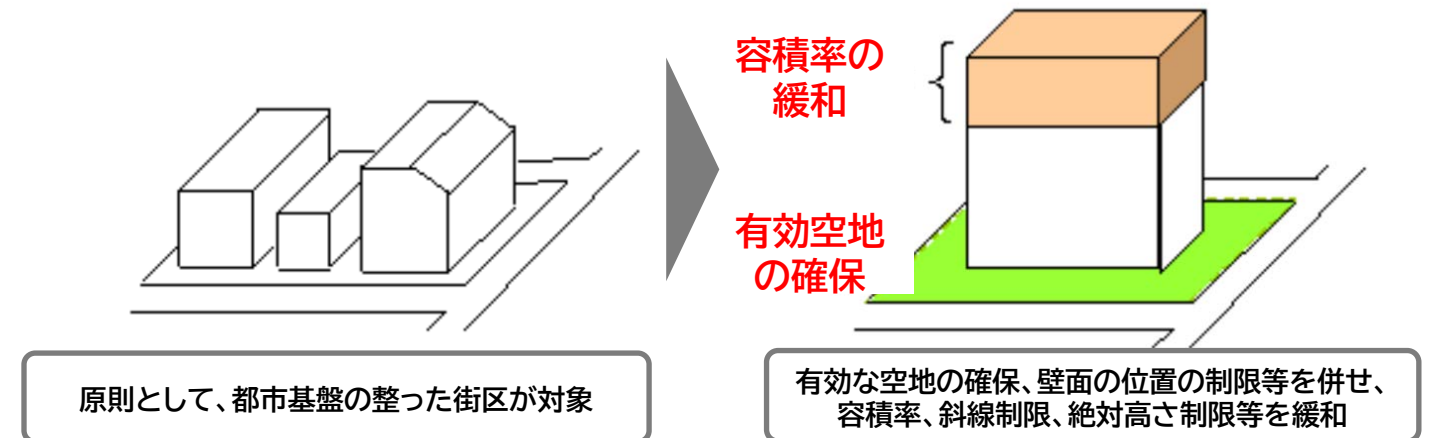 容積率の
緩和
有効空地
の確保
原則として、都市基盤の整った街区が対象
有効な空地の確保、壁面の位置の制限等を併せ、
容積率、斜線制限、絶対高さ制限等を緩和